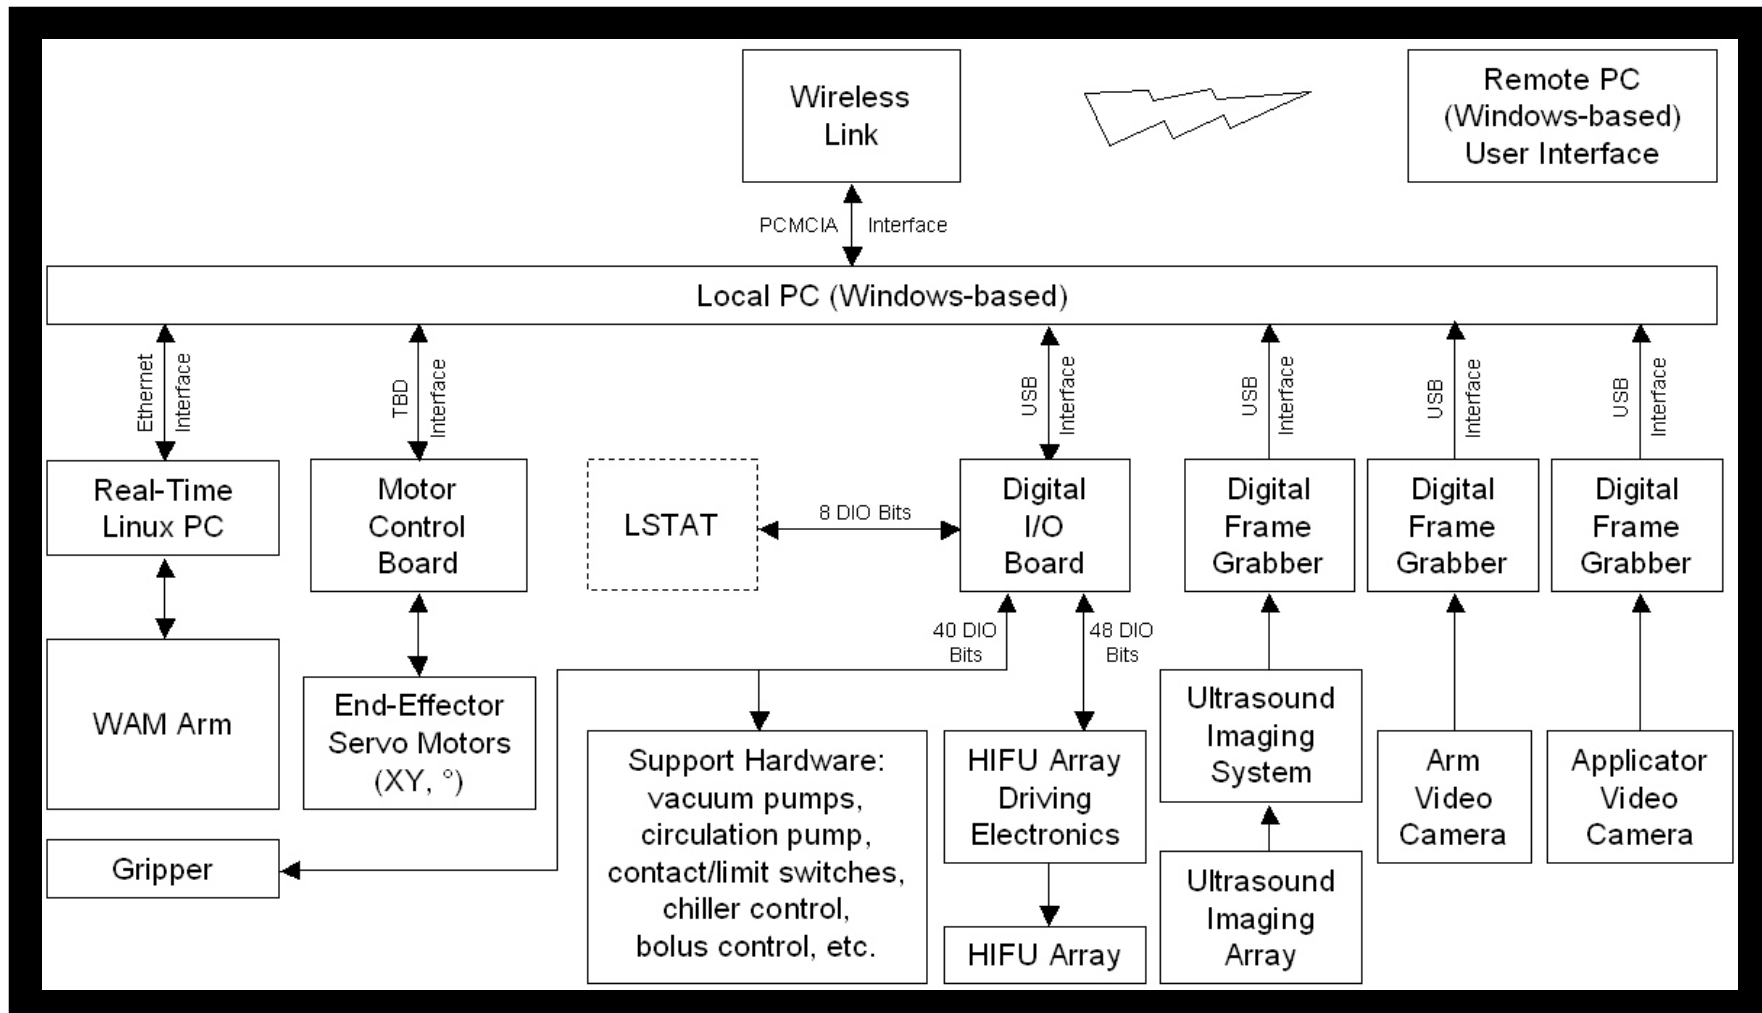 Wireless
Link
Remote PC
(Windows-based)
User Interface
PCMCIA
Interface
Local PC (Windows-based)
Ethernet
Interface
TBD
Interface
USB
Interface
USB
Interface
USB
Interface
USB
Interface
Real-Time
Linux PC
Motor
Control
Board
LSTAT
8 DIO Bits
Digital
I/O
Board
Digital
Frame
Grabber
Digital
Frame
Grabber
Digital
Frame
Grabber
40 DIO
Bits
48 DIO
Bits
WAM Arm
End-Effector
Servo Motors
(XY, °)
Gripper
Support Hardware:
vacuum pumps,
circulation pump,
contact/limit switches,
chiller control,
bolus control, etc.
HIFU Array
Driving
Electronics
HIFU Array
Ultrasound
Imaging
System
Ultrasound
Imaging
Array
Arm
Video
Camera
Applicator
Video
Camera